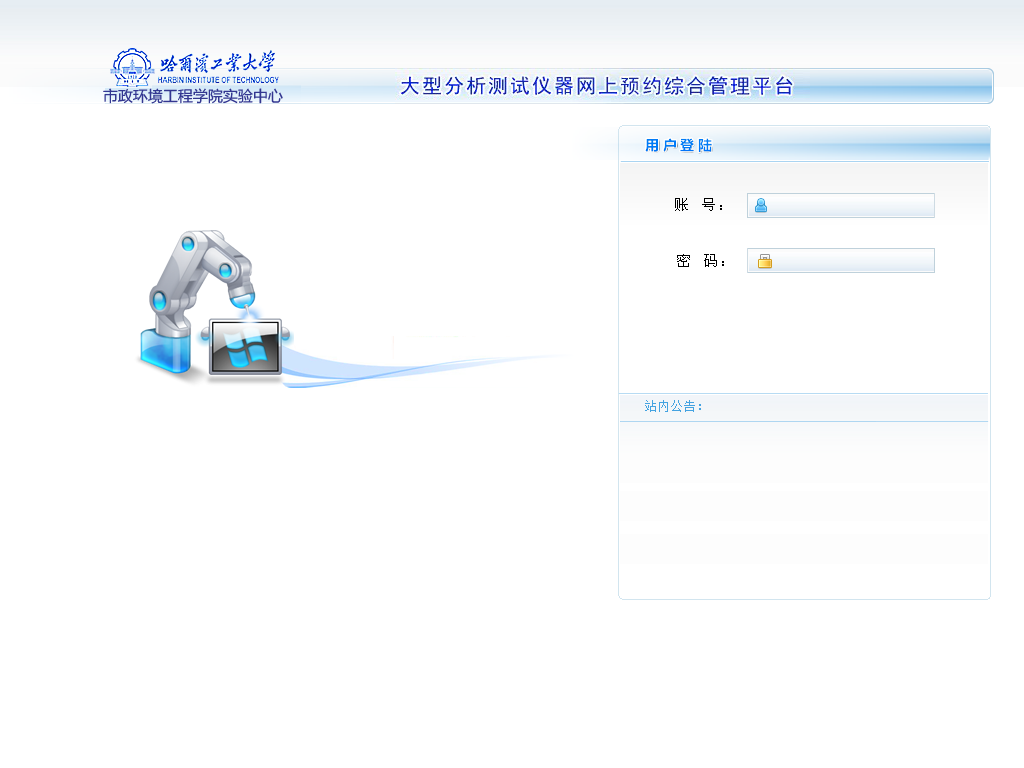 哈爾濱工業大学
HARBIN INSTITUTE OF TECHNOLOGY
市政环境工程学院实验中心
大型分析测试仪器网上预约综合管理平台
用户登陆
账 号：
密 码：
站内公告：